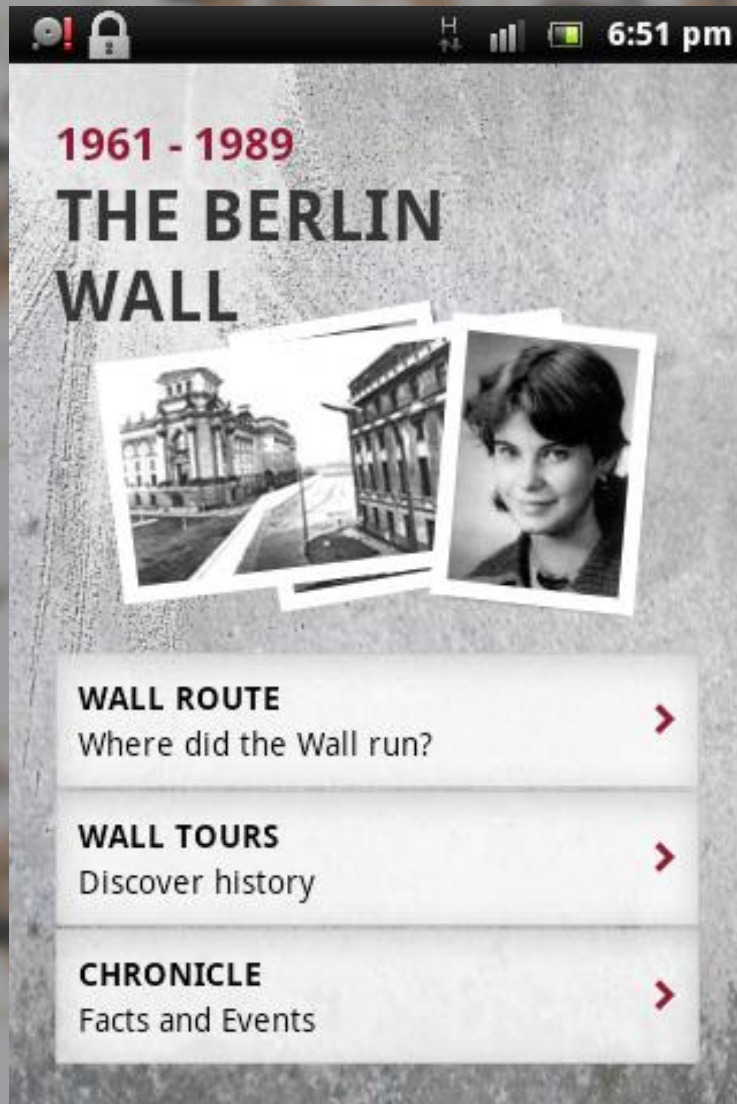 H
6:51 pm
1961 - 1989
THE BERLIN
WALL
WALL ROUTE
Where did the Wall run?
WALL TOURS
Discover history
CHRONICLE
Facts and Events